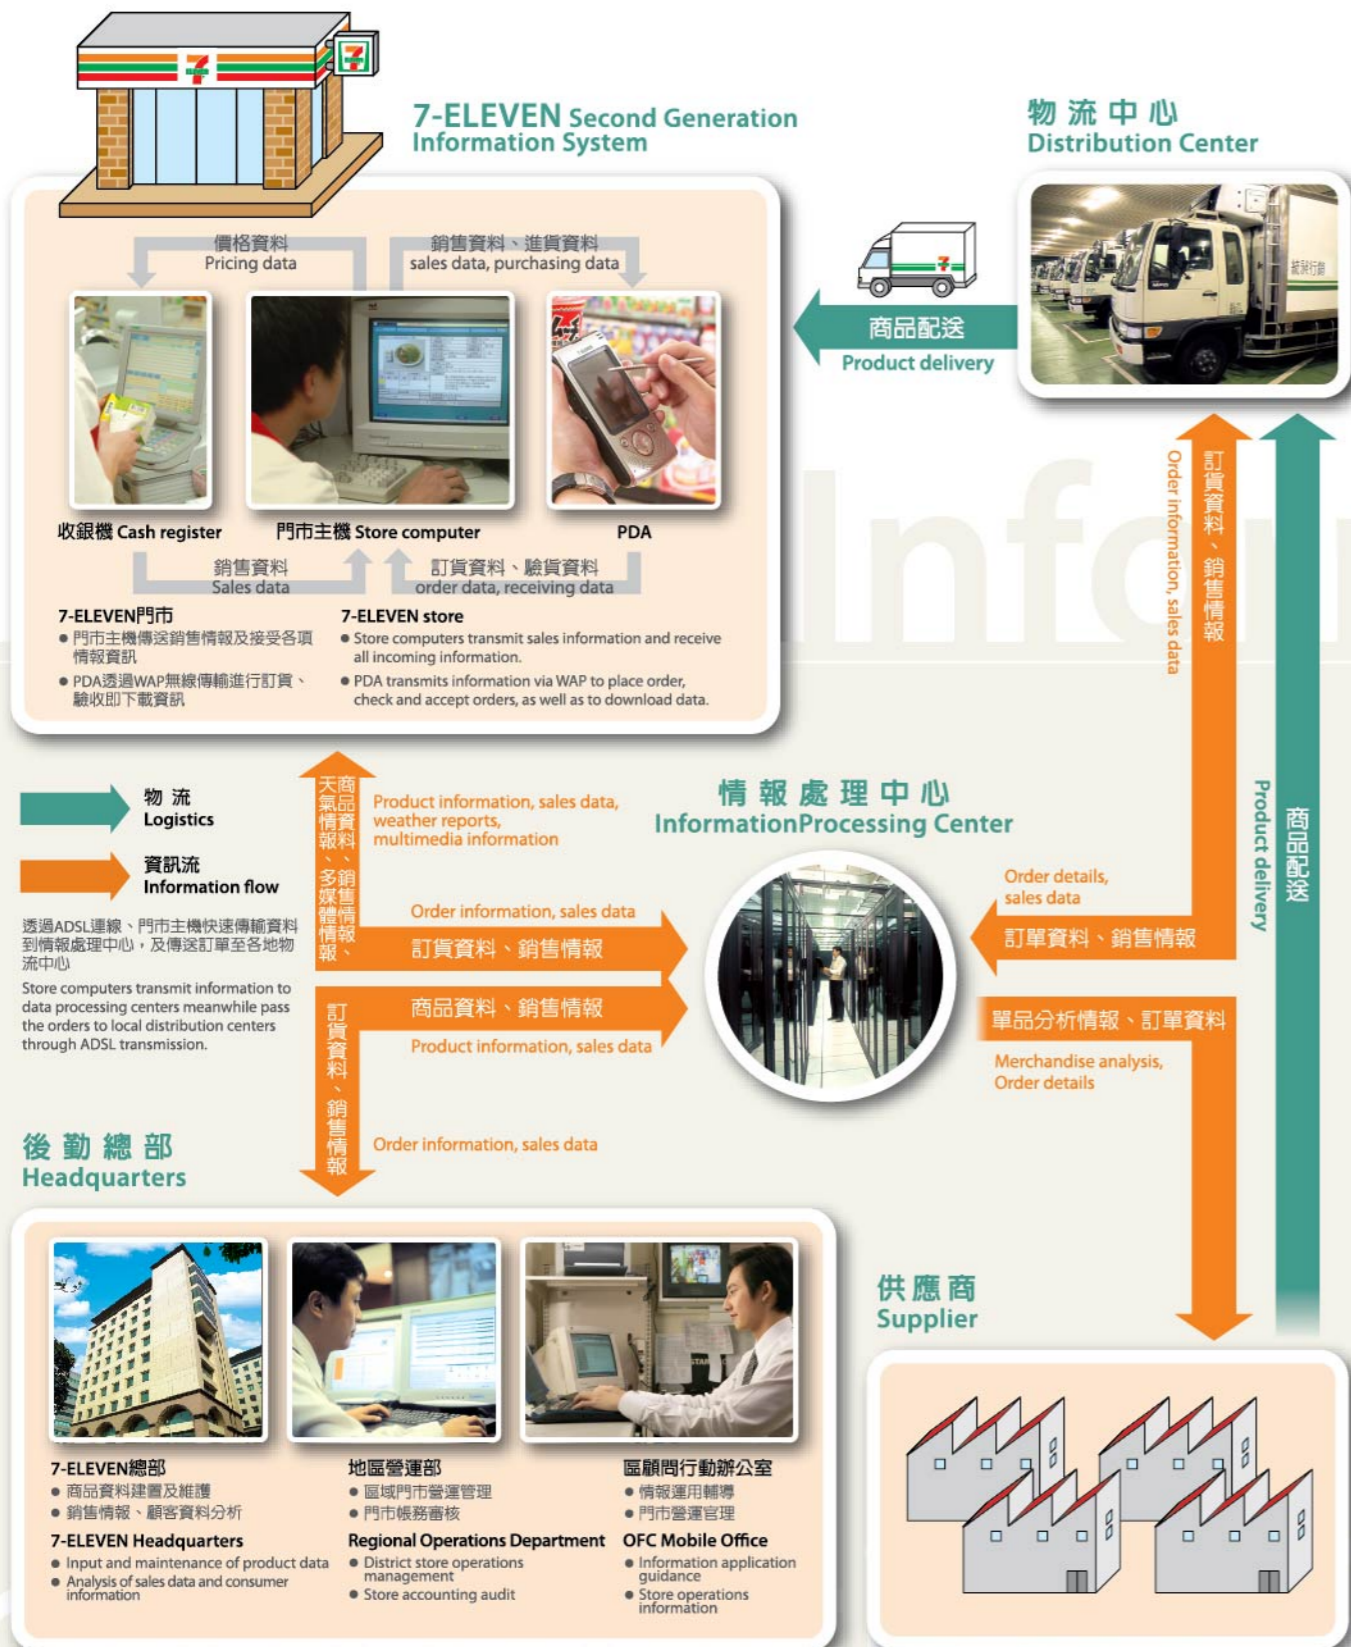 7-ELEVEN Second Generation
Information System
物流中心
Distribution Center
價格資料
Pricing data
銷售資料、進貨資料
sales data, purchasing data
統昶行銷
商品配送
Product delivery
收銀機 Cash register
門市主機 Store computer
PDA
銷售資料
Sales data
訂貨資料、驗貨資料
order data, receiving data
7-ELEVEN門市
● 門市主機傳送銷售情報及接受各項
情報資訊
● PDA透過WAP無線傳輸進行訂貨、
驗收即下載資訊
7-ELEVEN store
● Store computers transmit sales information and receive
all incoming information.
● PDA transmits information via WAP to place order,
check and accept orders, as well as to download data.
Infor
訂貨資料、銷售情報
Order information, sales data
商品配送
Product delivery
物流
Logistics
資訊流
Information flow
透過ADSL連線、門市主機快速傳輸資料
到情報處理中心，及傳送訂單至各地物
流中心
Store computers transmit information to
data processing centers meanwhile pass
the orders to local distribution centers
through ADSL transmission.
商品資料、銷售情報、
天氣情報、多媒體情報
Product information, sales data,
weather reports,
multimedia information
情報處理中心
InformationProcessing Center
Order information, sales data
訂貨資料、銷售情報
商品資料、銷售情報
Product information, sales data
訂貨資料、銷售情報
Order information, sales data
Order details,
sales data
訂單資料、銷售情報
單品分析情報、訂單資料
Merchandise analysis,
Order details
後勤總部
Headquarters
7-ELEVEN總部
● 商品資料建置及維護
● 銷售情報、顧客資料分析
7-ELEVEN Headquarters
● Input and maintenance of product data
● Analysis of sales data and consumer
information
地區營運部
● 區域門市營運管理
● 門市帳務審核
Regional Operations Department
● District store operations
management
● Store accounting audit
區顧問行動辦公室
● 情報運用輔導
● 門市營運官理
OFC Mobile Office
● Information application
guidance
● Store operations
information
供應商
Supplier